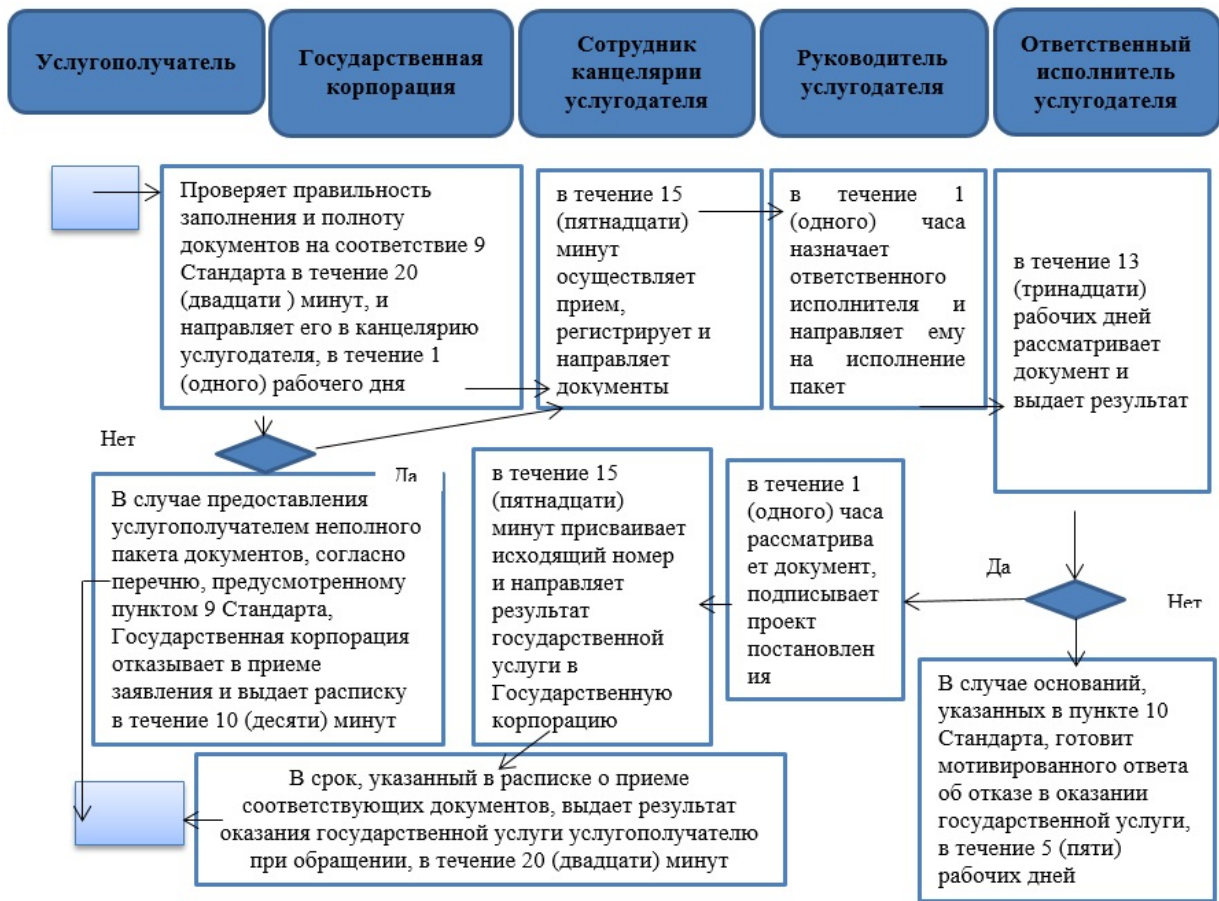 Услугополучатель
Государственная
корпорация
Сотрудник
канцелярии
услугодателя
Руководитель
услугодателя
Ответственный
исполнитель
услугодателя
Проверяет правильность
заполнения и полноту
документов на соответствие 9
Стандарта в течение 20
(двадцати ) минут, и
направляет его в канцелярию
услугодателя, в течение 1
(одного) рабочего дня
в течение 15
(пятнадцати)
минут
осуществляет
прием,
регистрирует и
направляет
документы
в течение 1
(одного) часа
назначает
ответственного
исполнителя и
направляет ему
на исполнение
пакет
в течение 13
(тринадцати)
рабочих дней
рассматривает
документ и
выдает результат
Нет
Да
В случае предоставления
услугополучателем неполного
пакета документов, согласно
перечню, предусмотренному
пунктом 9 Стандарта,
Государственная корпорация
отказывает в приеме
заявления и выдает расписку
в течение 10 (десяти) минут
в течение 15
(пятнадцати)
минут присваивает
исходящий номер
и направляет
результат
государственной
услуги в
Государственную
корпорацию
в течение 1
(одного) часа
рассматрива
ет документ,
подписывает
проект
постановлен
ия
Да
Нет
В случае оснований,
указанных в пункте 10
Стандарта, готовит
мотивированного ответа
об отказе в оказании
государственной услуги,
в течение 5 (пяти)
рабочих дней
В срок, указанный в расписке о приеме
соответствующих документов, выдает результат
оказания государственной услуги услугополучателю
при обращении, в течение 20 (двадцати) минут